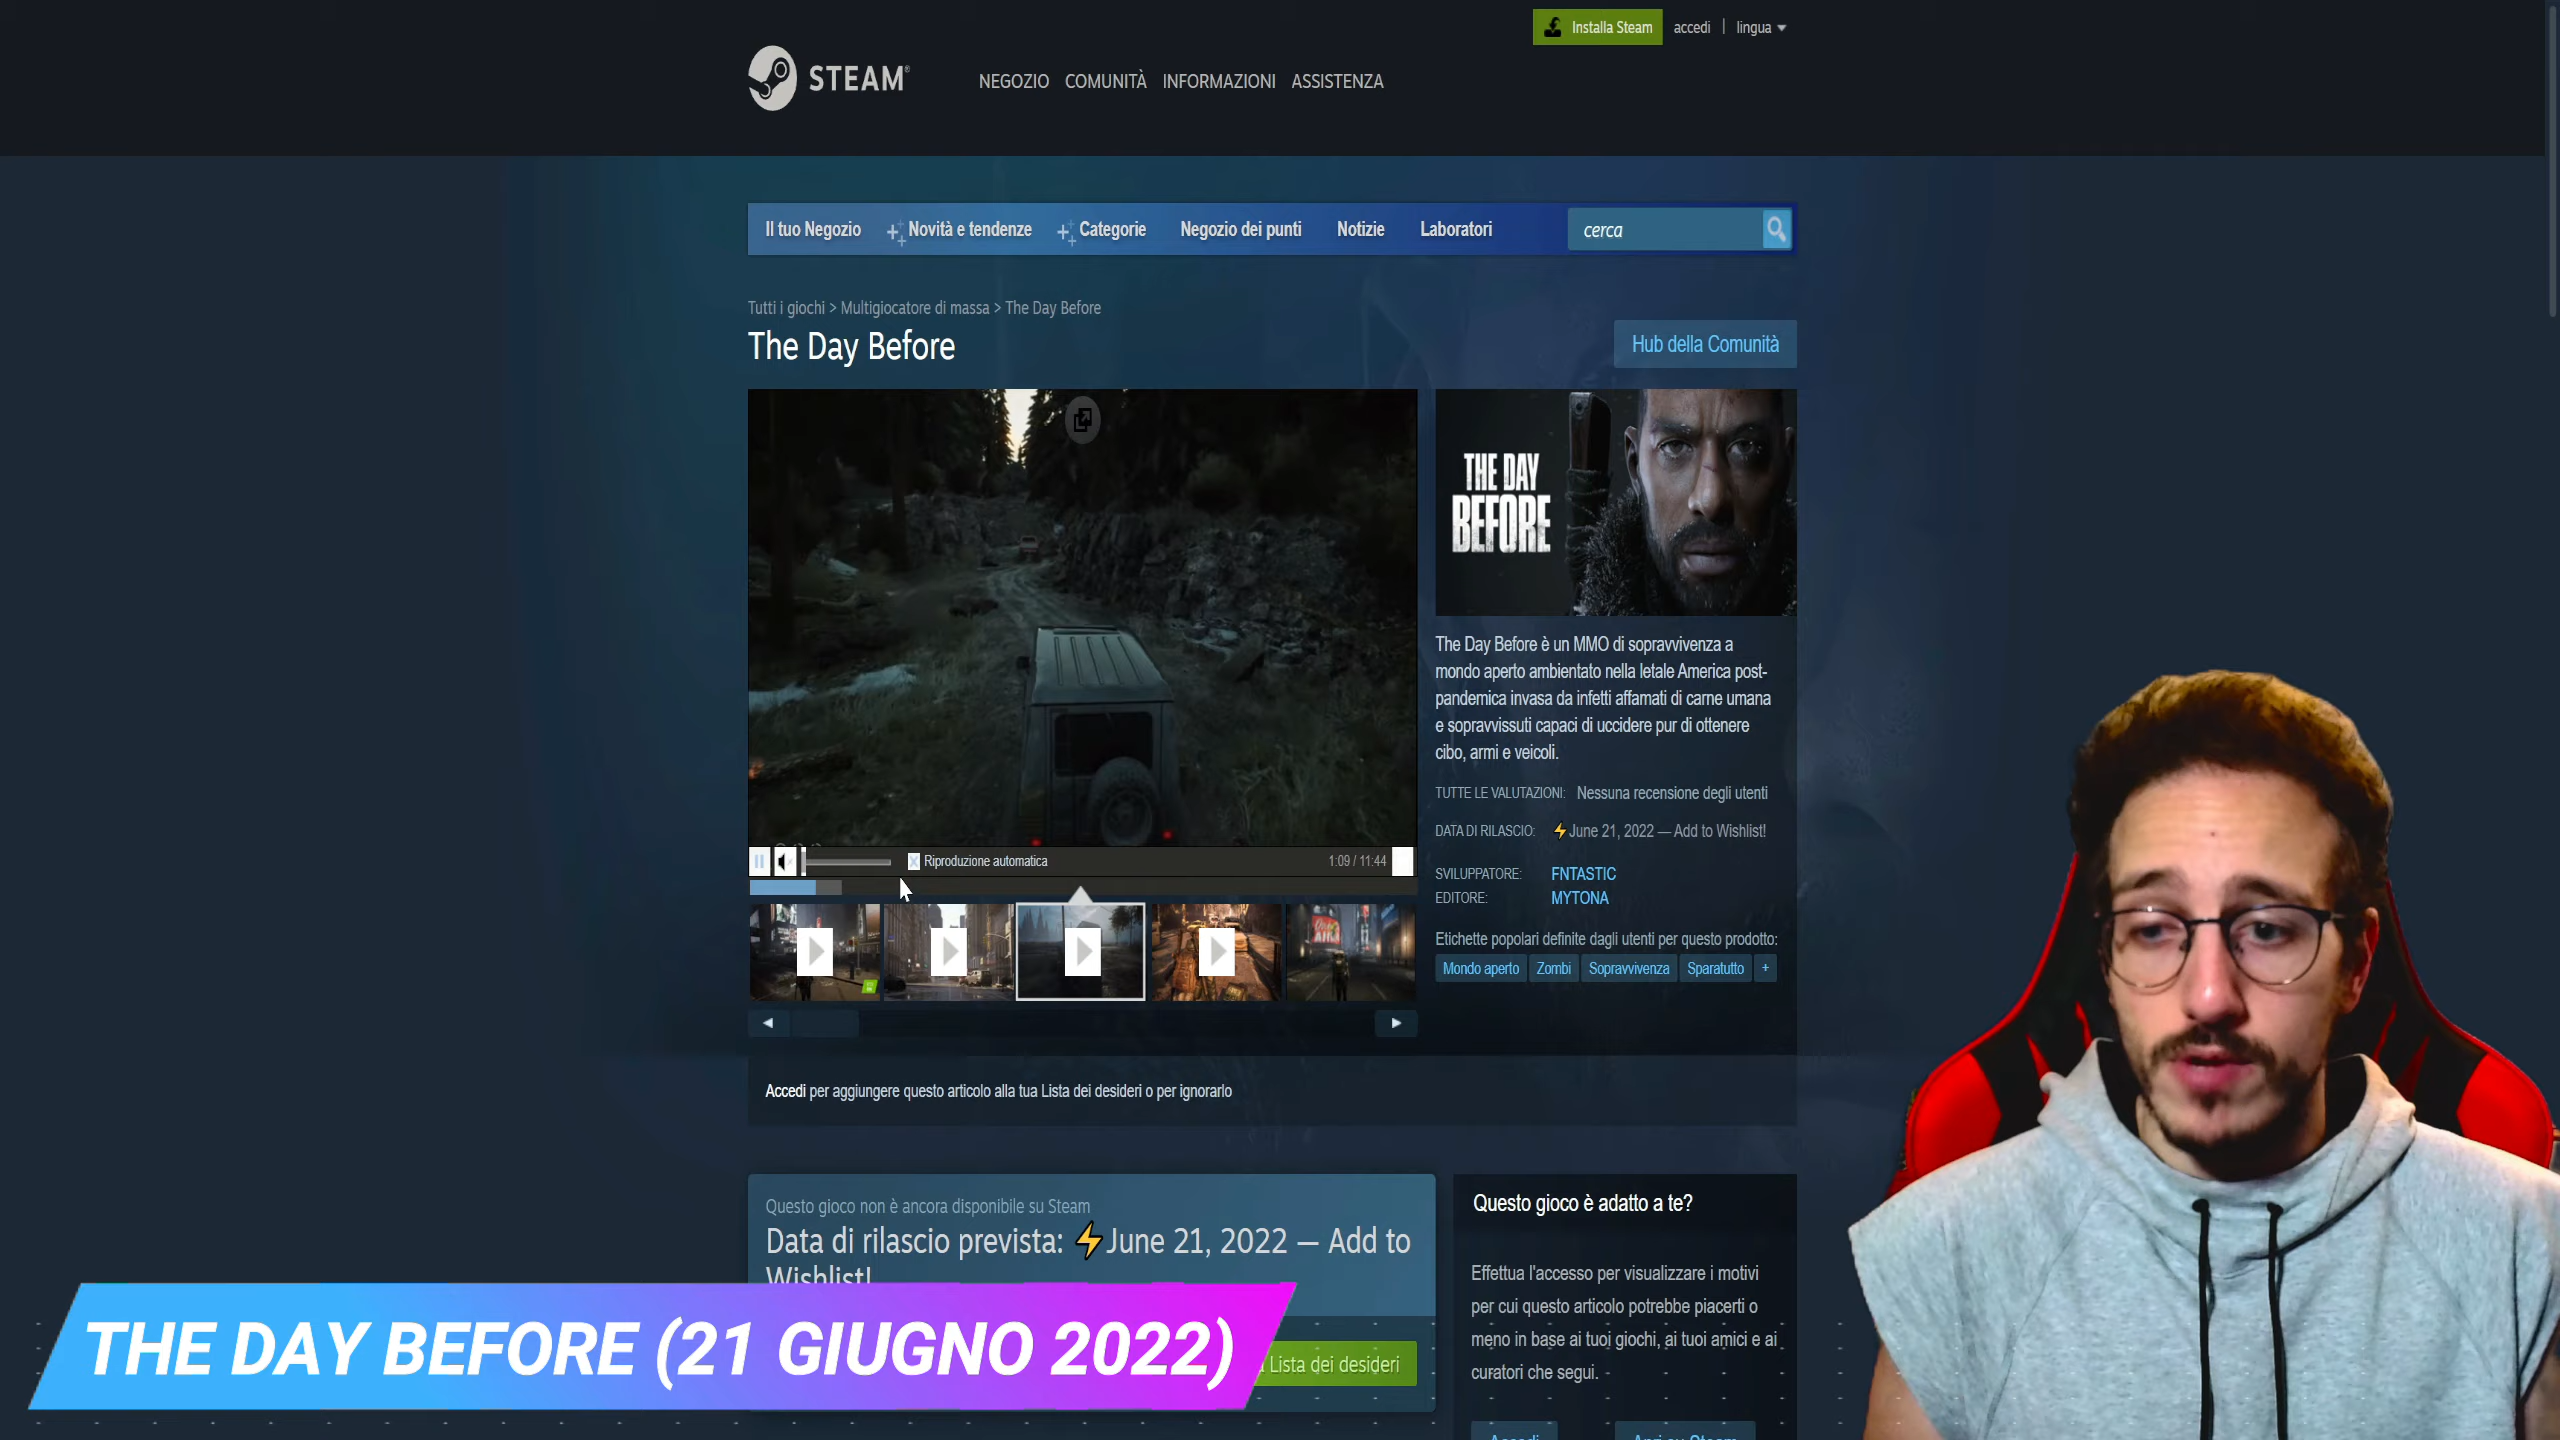 Installa Steam
accedi | lingua
STEAM®
NEGOZIO COMUNITÀ INFORMAZIONI ASSISTENZA
Il tuo Negozio Novità e tendenze Categorie Negozio dei punti Notizie Laboratori cerca
Tutti i giochi > Multigiocatore di massa > The Day Before
The Day Before
Hub della Comunità
THE DAY
BEFORE
The Day Before è un MMO di sopravvivenza a
mondo aperto ambientato nella letale America post-
pandemica invasa da infetti affamati di carne umana
e sopravvissuti capaci di uccidere pur di ottenere
cibo, armi e veicoli.
TUTTE LE VALUTAZIONI: Nessuna recensione degli utenti
DATA DI RILASCIO: ⚡June 21, 2022 — Add to Wishlist!
SVILUPPATORE: FNTASTIC
EDITORE: MYTONA
Etichette popolari definite dagli utenti per questo prodotto:
Mondo aperto Zombi Sopravvivenza Sparatutto +
Riproduzione automatica 1:09 / 11:44
Accedi per aggiungere questo articolo alla tua Lista dei desideri o per ignorarlo
Questo gioco non è ancora disponibile su Steam
Data di rilascio prevista: ⚡June 21, 2022 — Add to
Wishlist!
Lista dei desideri
Questo gioco è adatto a te?
Effettua l'accesso per visualizzare i motivi
per cui questo articolo potrebbe piacerti o
meno in base ai tuoi giochi, ai tuoi amici e ai
curatori che segui.
Accedi Apri su Steam
THE DAY BEFORE (21 GIUGNO 2022)